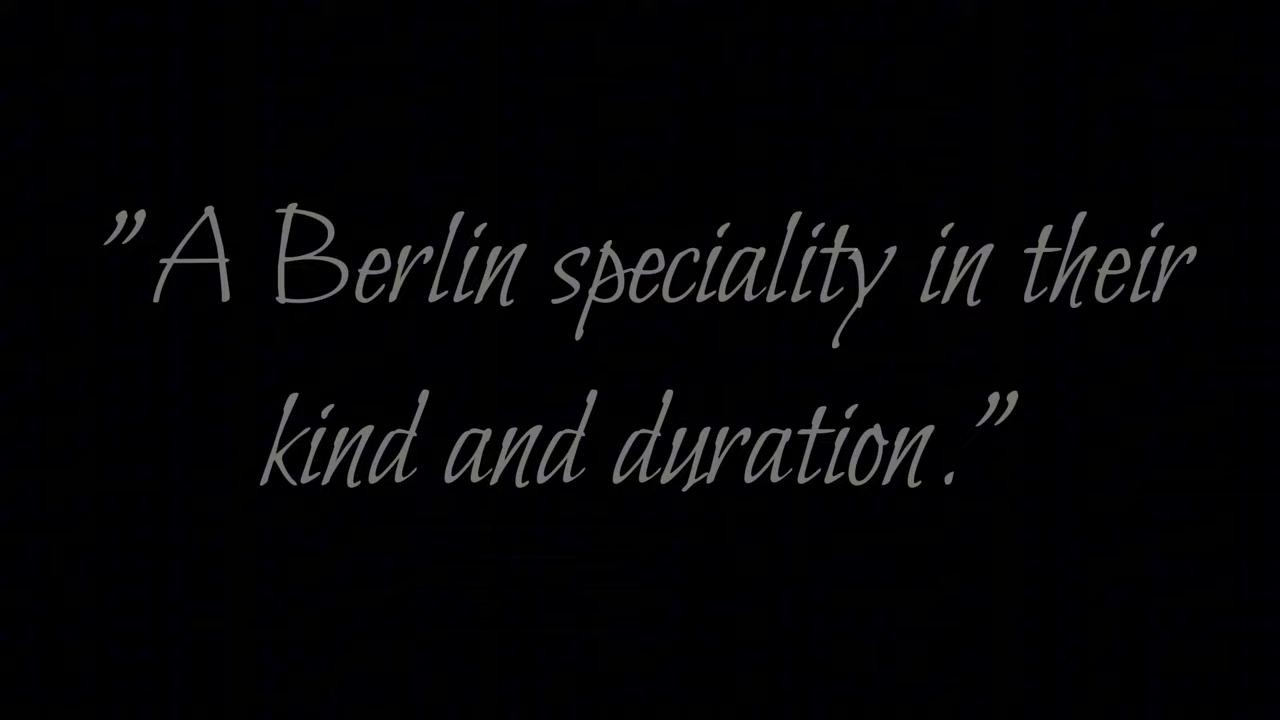 ”A Berlin speciality in their
kind and duration.”